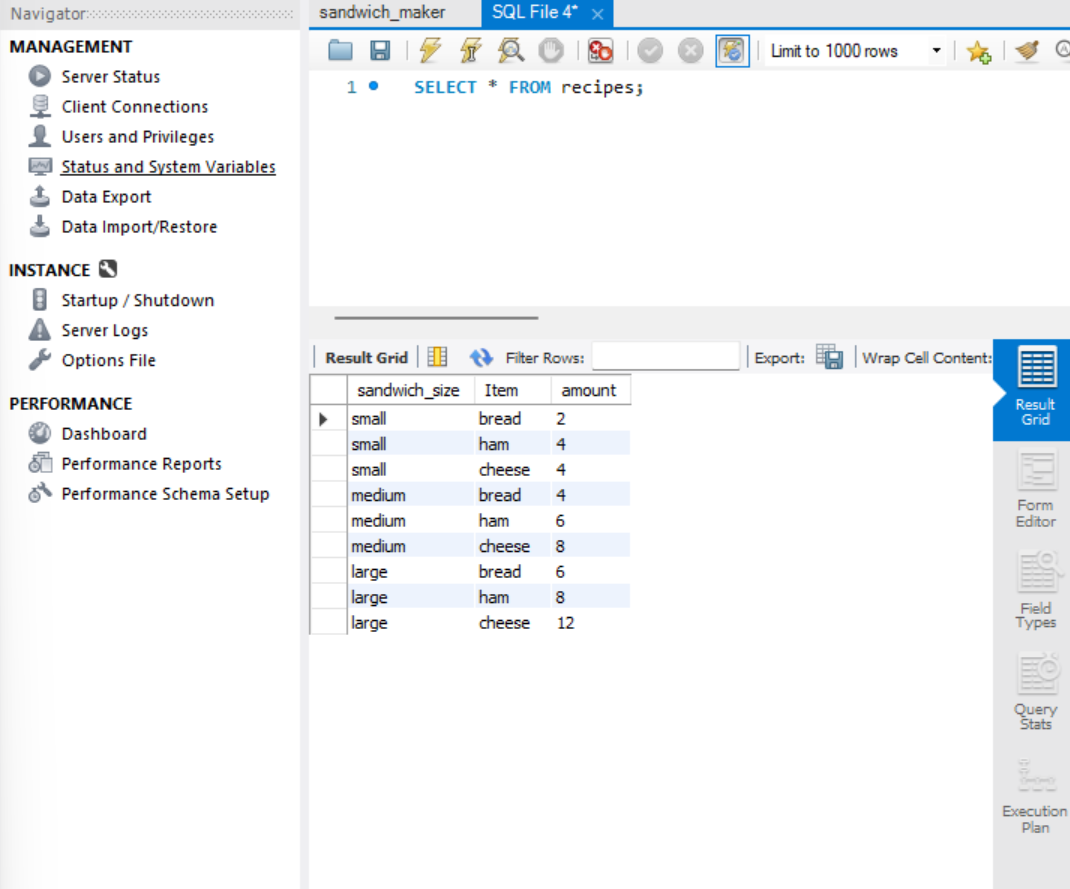 Navigator
MANAGEMENT
Server Status
Client Connections
Users and Privileges
Status and System Variables
Data Export
Data Import/Restore
INSTANCE
Startup / Shutdown
Server Logs
Options File
PERFORMANCE
Dashboard
Performance Reports
Performance Schema Setup
sandwich_maker SQL File 4*
Limit to 1000 rows
1 SELECT * FROM recipes;
Result Grid Filter Rows: Export: Wrap Cell Content:
sandwich_size Item amount
small bread 2
small ham 4
small cheese 4
medium bread 4
medium ham 6
medium cheese 8
large bread 6
large ham 8
large cheese 12
Result
Grid
Form
Editor
Field
Types
Query
Stats
Execution
Plan